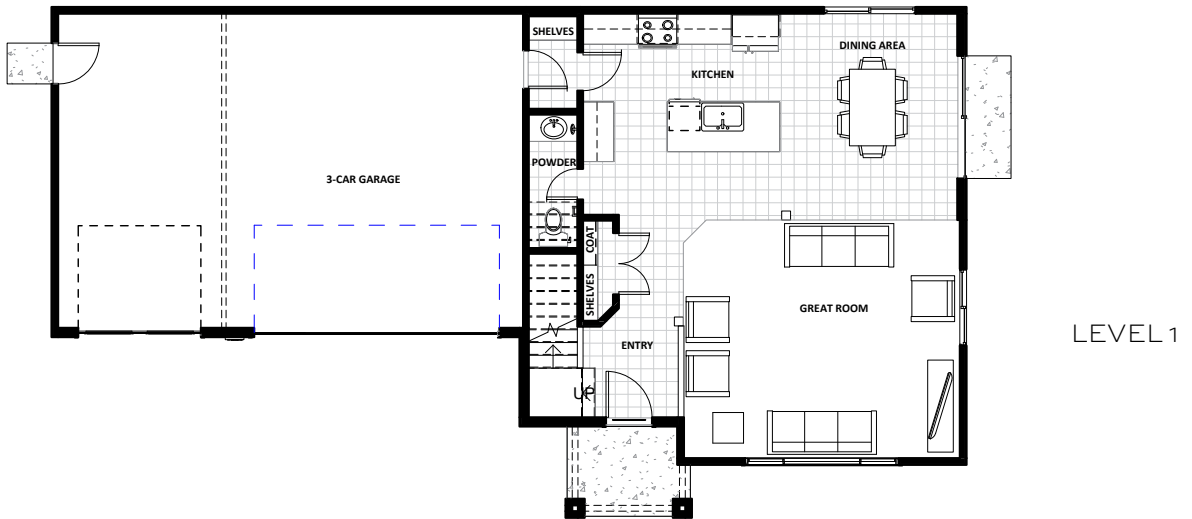 SHELVES
DINING AREA
KITCHEN
POWDER
3-CAR GARAGE
COAT
SHELVES
GREAT ROOM
LEVEL 1
ENTRY
UP